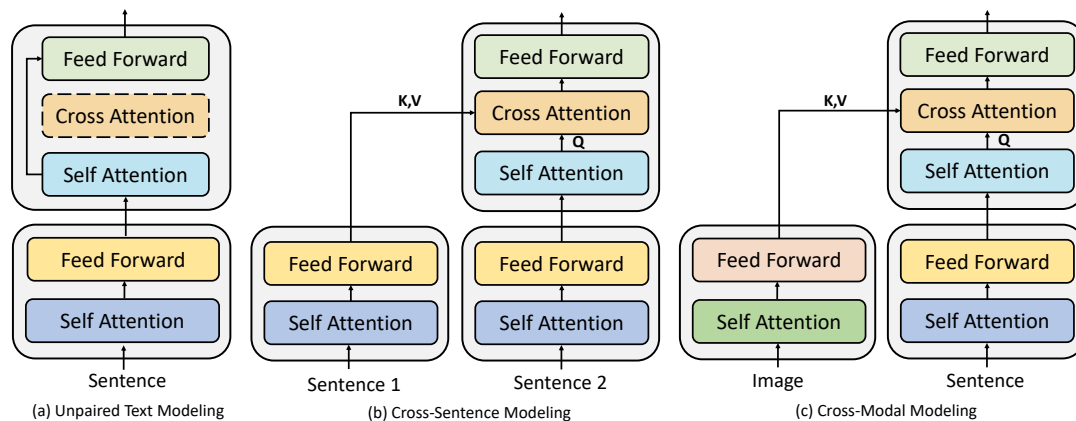 Feed Forward
Cross Attention
Self Attention
Feed Forward
Self Attention
Sentence
(a) Unpaired Text Modeling
Feed Forward
K,V
Cross Attention
Q
Self Attention
Feed Forward
Feed Forward
Self Attention
Self Attention
Sentence 1
Sentence 2
(b) Cross-Sentence Modeling
Feed Forward
K,V
Cross Attention
Q
Self Attention
Feed Forward
Feed Forward
Self Attention
Self Attention
Image
Sentence
(c) Cross-Modal Modeling